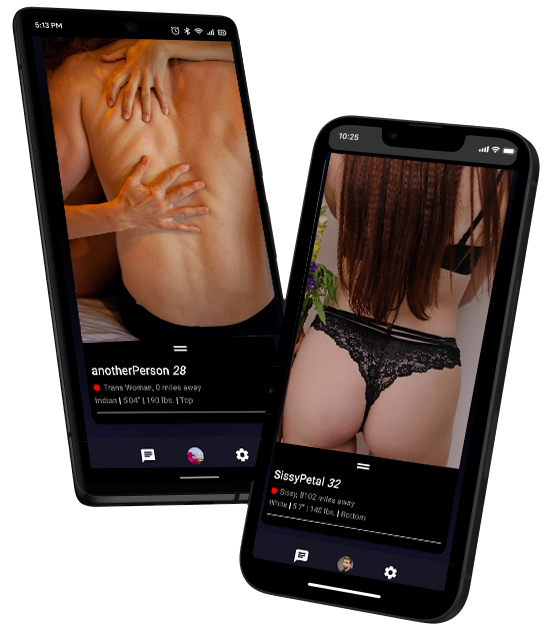 5:13 PM
anotherPerson 28
Trans Woman, 0 miles away
Indian | 5'04" | 190 lbs. | Top
10:25
SissyPetal 32
Sissy, 8102 miles away
White | 5'7" | 140 lbs. | Bottom